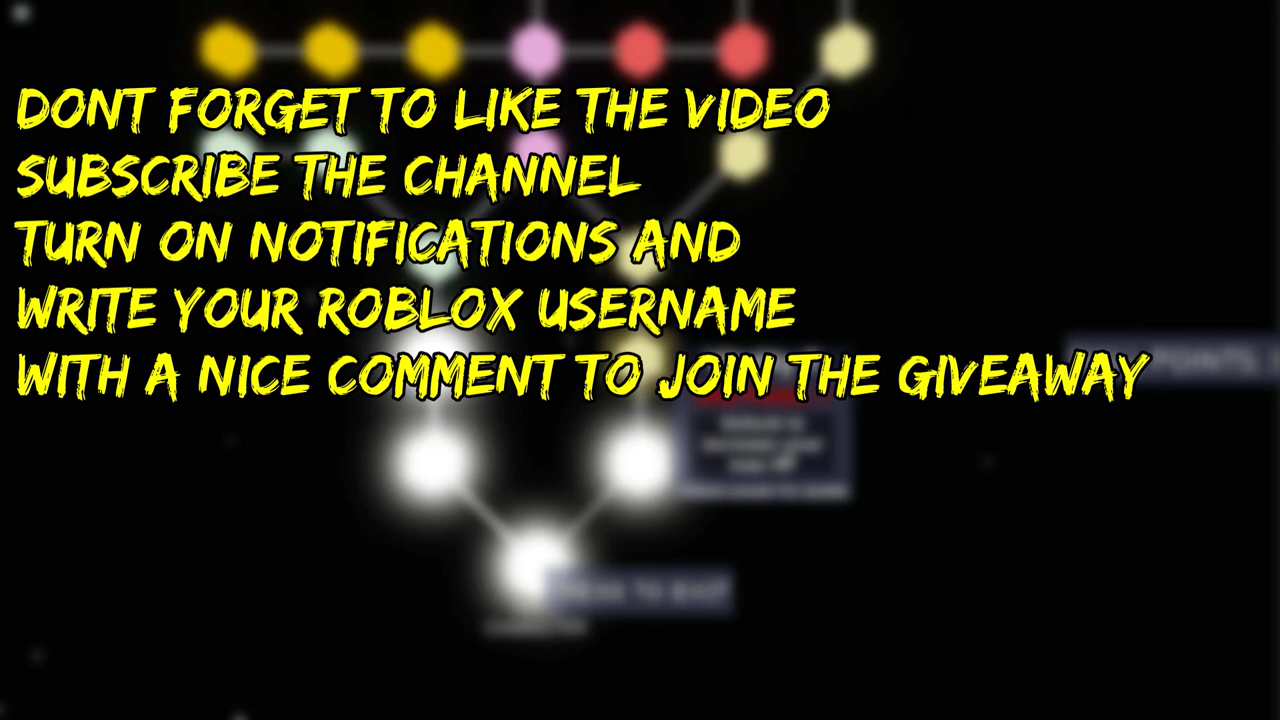 DONT FORGET TO LIKE THE VIDEO
SUBSCRIBE THE CHANNEL
TURN ON NOTIFICATIONS AND
WRITE YOUR ROBLOX USERNAME
WITH A NICE COMMENT TO JOIN THE GIVEAWAY
POINTS